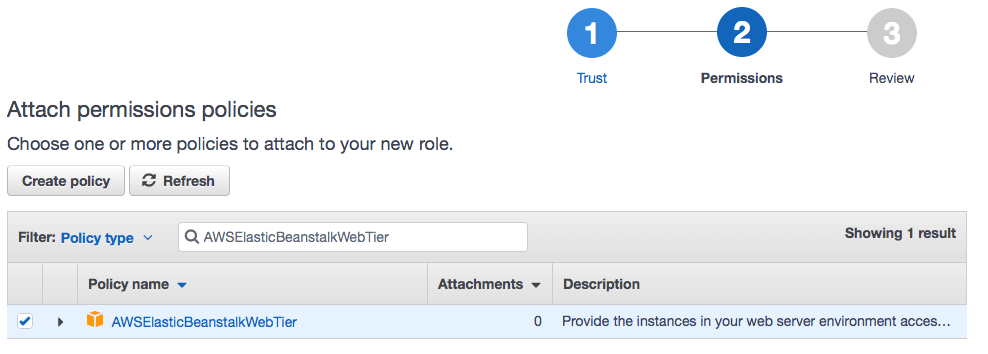 1 2 3
Trust Permissions Review
Attach permissions policies
Choose one or more policies to attach to your new role.
Create policy Refresh
Filter: Policy type AWSElasticBeanstalkWebTier Showing 1 result
Policy name Attachments Description
AWSElasticBeanstalkWebTier 0 Provide the instances in your web server environment acces…